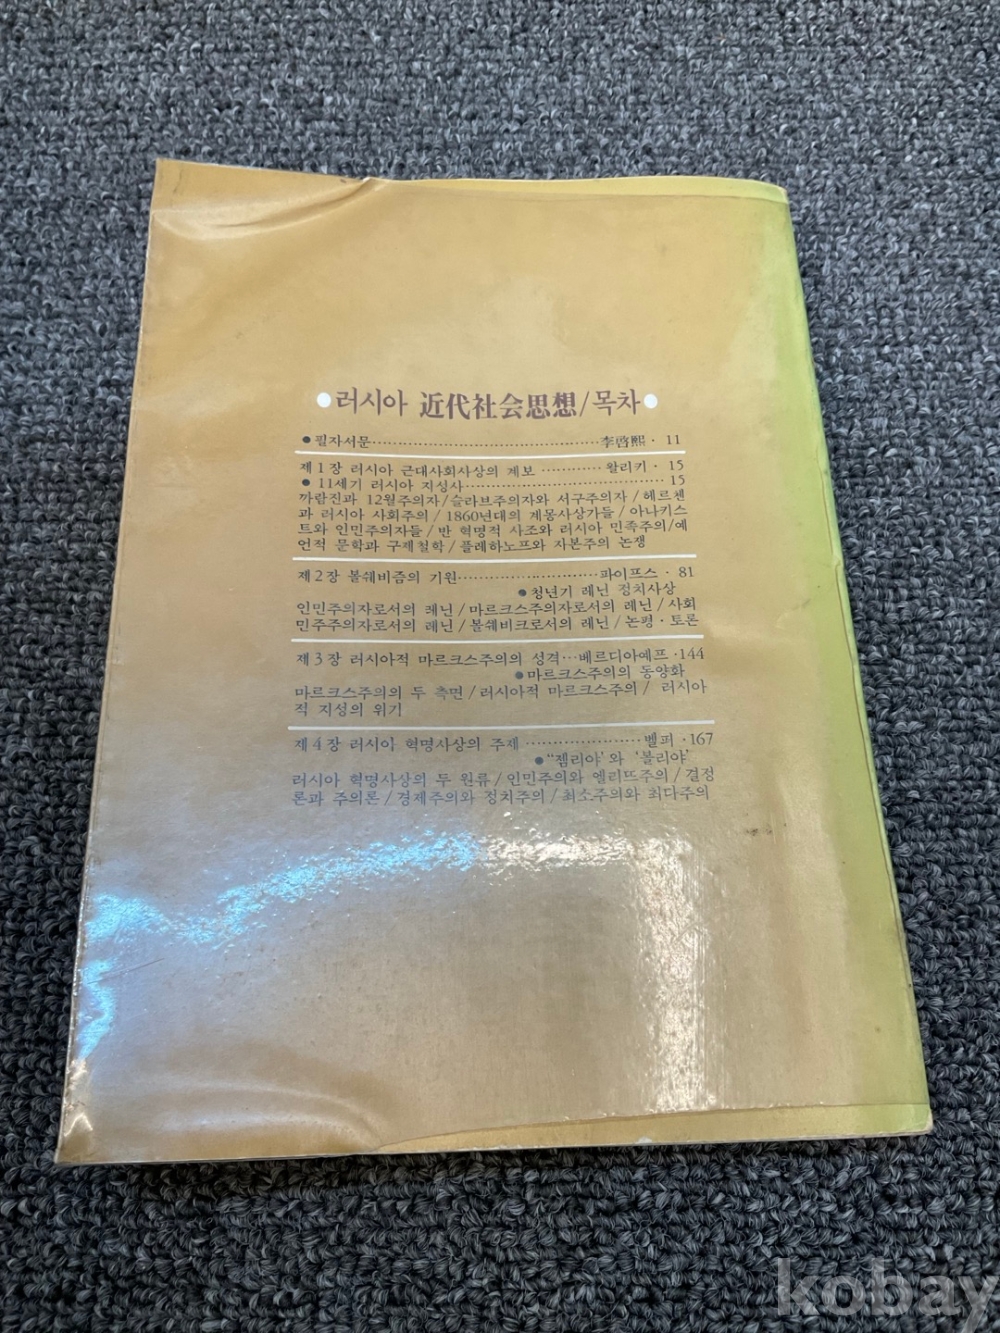 ●러시아 近代社会思想/목차●
●필자서문……………………………………李啓熙·11
제1장 러시아 근대사회사상의 계보…………왈리키·15
●11세기 러시아 지성사……………………………15
까람진과 12월주의자/슬라브주의자와 서구주의자/헤르첸
과 러시아 사회주의/1860년대의 계몽사상가들/아나키스
트와 인민주의자들/반 혁명적 사조와 러시아 민족주의/예
언적 문학과 구제철학/플레하노프와 자본주의 논쟁
제2장 볼쉐비즘의 기원……………………파이프스·81
●청년기 레닌 정치사상
인민주의자로서의 레닌/마르크스주의자로서의 레닌/사회
민주주의자로서의 레닌/볼쉐비크로서의 레닌/논평·토론
제3장 러시아적 마르크스주의의 성격…베르디아예프·144
●마르크스주의의 동양화
마르크스주의의 두 측면/러시아적 마르크스주의/ 러시아
적 지성의 위기
제4장 러시아 혁명사상의 주제…………………벨퍼·167
●“젬리야’와 ‘볼리야’
러시아 혁명사상의 두 원류/인민주의와 엘리뜨주의/결정
론과 주의론/경제주의와 정치주의/최소주의와 최다주의
kobay